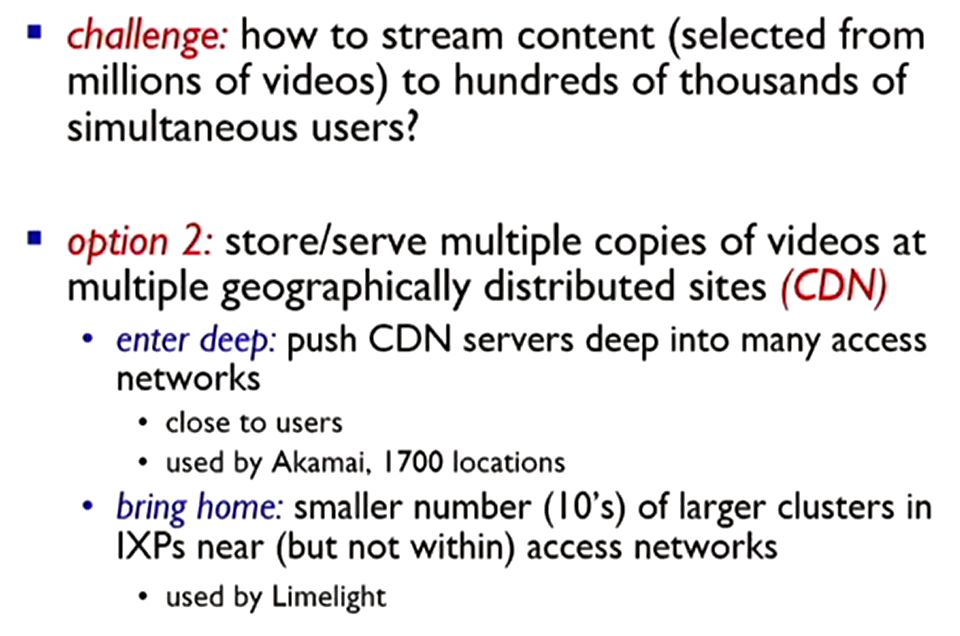 ▪ challenge: how to stream content (selected from
millions of videos) to hundreds of thousands of
simultaneous users?
▪ option 2: store/serve multiple copies of videos at
multiple geographically distributed sites (CDN)
• enter deep: push CDN servers deep into many access
networks
• close to users
• used by Akamai, 1700 locations
• bring home: smaller number (10's) of larger clusters in
IXPs near (but not within) access networks
• used by Limelight